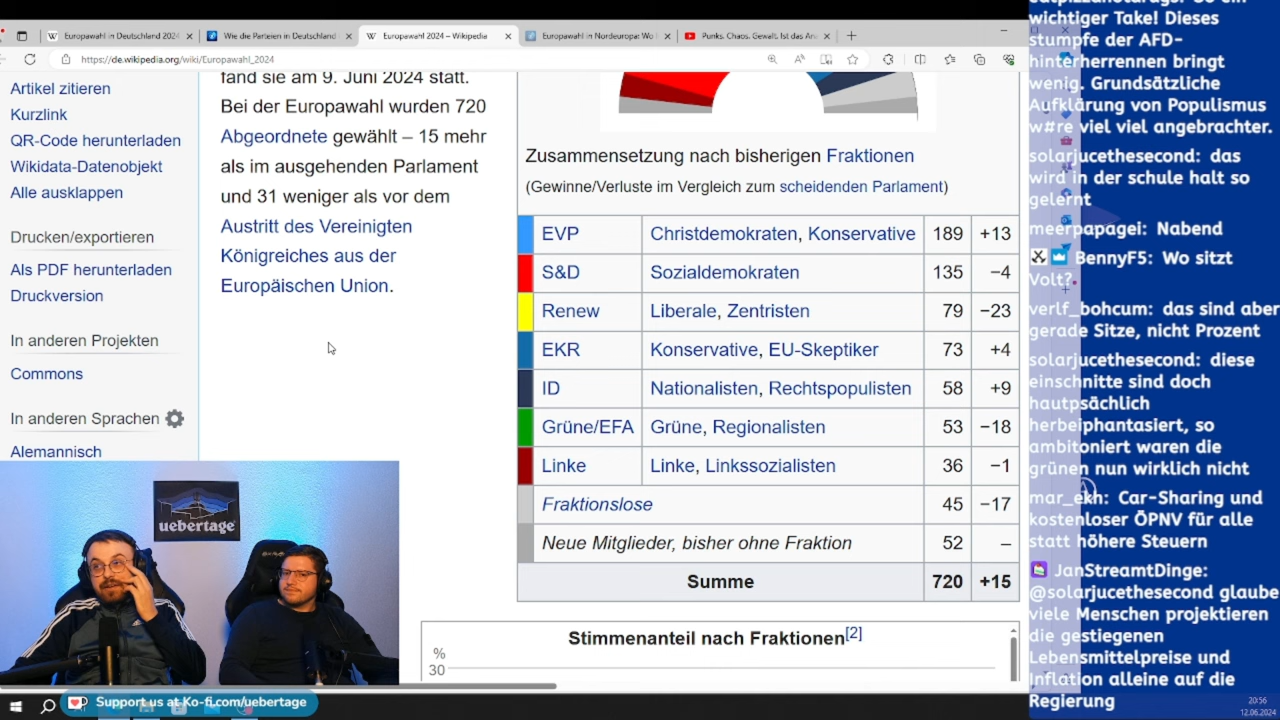 Europawahl in Deutschland 2024
Wie die Parteien in Deutschland
Europawahl 2024 – Wikipedia
Europawahl in Nordeuropa: Wo
Punks. Chaos. Gewalt. Ist das An
https://de.wikipedia.org/wiki/Europawahl_2024
Artikel zitieren
Kurzlink
QR-Code herunterladen
Wikidata-Datenobjekt
Alle ausklappen
Drucken/exportieren
Als PDF herunterladen
Druckversion
In anderen Projekten
Commons
In anderen Sprachen
Alemannisch
fand sie am 9. Juni 2024 statt.
Bei der Europawahl wurden 720
Abgeordnete gewählt – 15 mehr
als im ausgehenden Parlament
und 31 weniger als vor dem
Austritt des Vereinigten
Königreiches aus der
Europäischen Union.
Zusammensetzung nach bisherigen Fraktionen
(Gewinne/Verluste im Vergleich zum scheidenden Parlament)
EVP Christdemokraten, Konservative 189 +13
S&D Sozialdemokraten 135 −4
Renew Liberale, Zentristen 79 −23
EKR Konservative, EU-Skeptiker 73 +4
ID Nationalisten, Rechtspopulisten 58 +9
Grüne/EFA Grüne, Regionalisten 53 −18
Linke Linke, Linkssozialisten 36 −1
Fraktionslose 45 −17
Neue Mitglieder, bisher ohne Fraktion 52 –
Summe 720 +15
Stimmenanteil nach Fraktionen[2]
%
30
uebertage
Support us at Ko-fi.com/uebertage
wichtiger Take! Dieses
stumpfe der AFD-
hinterherrennen bringt
wenig. Grundsätzliche
Aufklärung von Populismus
w#re viel viel angebrachter.
solarjucethesecond: das
wird in der schule halt so
gelernt
meerpapagei: Nabend
BennyF5: Wo sitzt
Volt?
verlf_bohcum: das sind aber
gerade Sitze, nicht Prozent
solarjucethesecond: diese
einschnitte sind doch
hautpsächlich
herbeiphantasiert, so
ambitoniert waren die
grünen nun wirklich nicht
mar_ekh: Car-Sharing und
kostenloser ÖPNV für alle
statt höhere Steuern
JanStreamtDinge:
@solarjucethesecond glaube
viele Menschen projektieren
die gestiegenen
Lebensmittelpreise und
Inflation alleine auf die
Regierung
20:56
12.06.2024